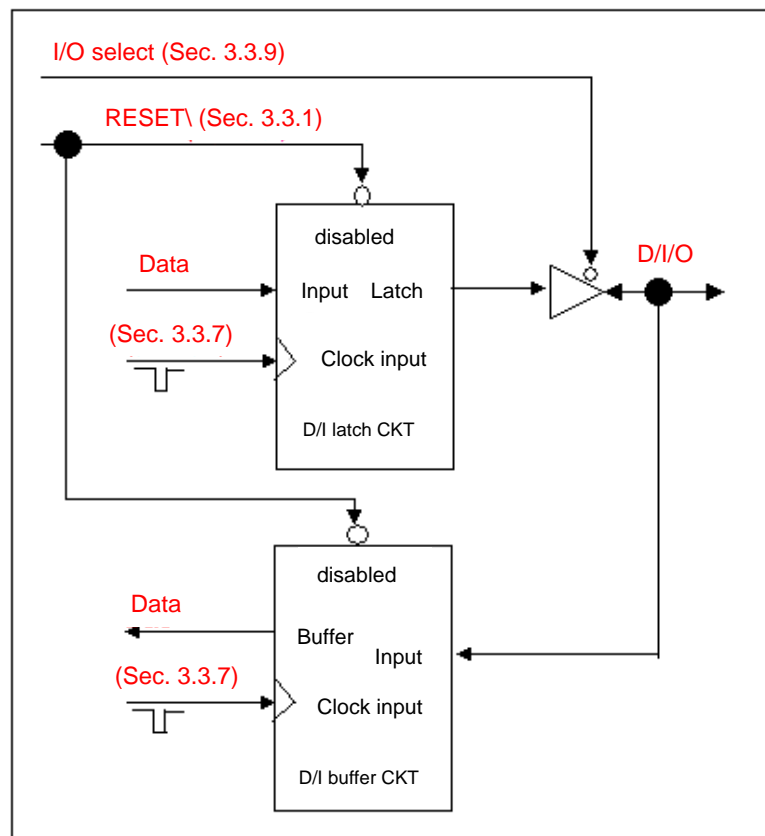 I/O select (Sec. 3.3.9)
RESET\ (Sec. 3.3.1)
disabled
Data
D/I/O
Input Latch
(Sec. 3.3.7)
Clock input
D/I latch CKT
disabled
Data
Buffer
Input
(Sec. 3.3.7)
Clock input
D/I buffer CKT